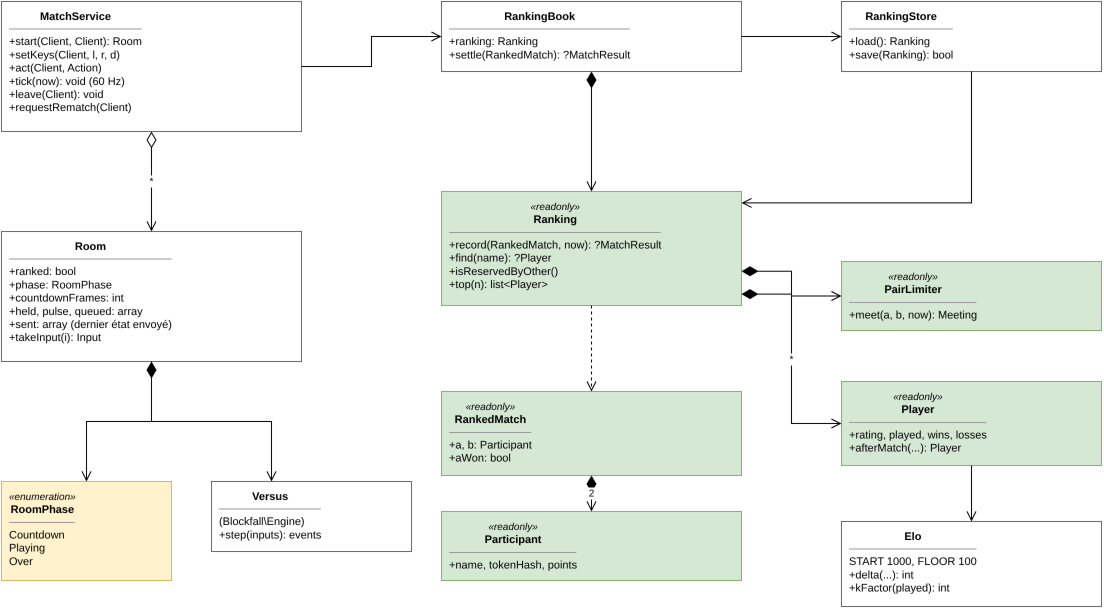 MatchService
+start(Client, Client): Room
+setKeys(Client, l, r, d)
+act(Client, Action)
+tick(now): void (60 Hz)
+leave(Client): void
+requestRematch(Client)
RankingBook
+ranking: Ranking
+settle(RankedMatch): ?MatchResult
RankingStore
+load(): Ranking
+save(Ranking): bool
*
«readonly»
Ranking
+record(RankedMatch, now): ?MatchResult
+find(name): ?Player
+isReservedByOther()
+top(n): list<Player>
Room
+ranked: bool
+phase: RoomPhase
+countdownFrames: int
+held, pulse, queued: array
+sent: array (dernier état envoyé)
+takeInput(i): Input
«readonly»
PairLimiter
+meet(a, b, now): Meeting
*
«readonly»
RankedMatch
+a, b: Participant
+aWon: bool
«readonly»
Player
+rating, played, wins, losses
+afterMatch(...): Player
«enumeration»
RoomPhase
Countdown
Playing
Over
Versus
(Blockfall\Engine)
+step(inputs): events
2
«readonly»
Participant
+name, tokenHash, points
Elo
START 1000, FLOOR 100
+delta(...): int
+kFactor(played): int